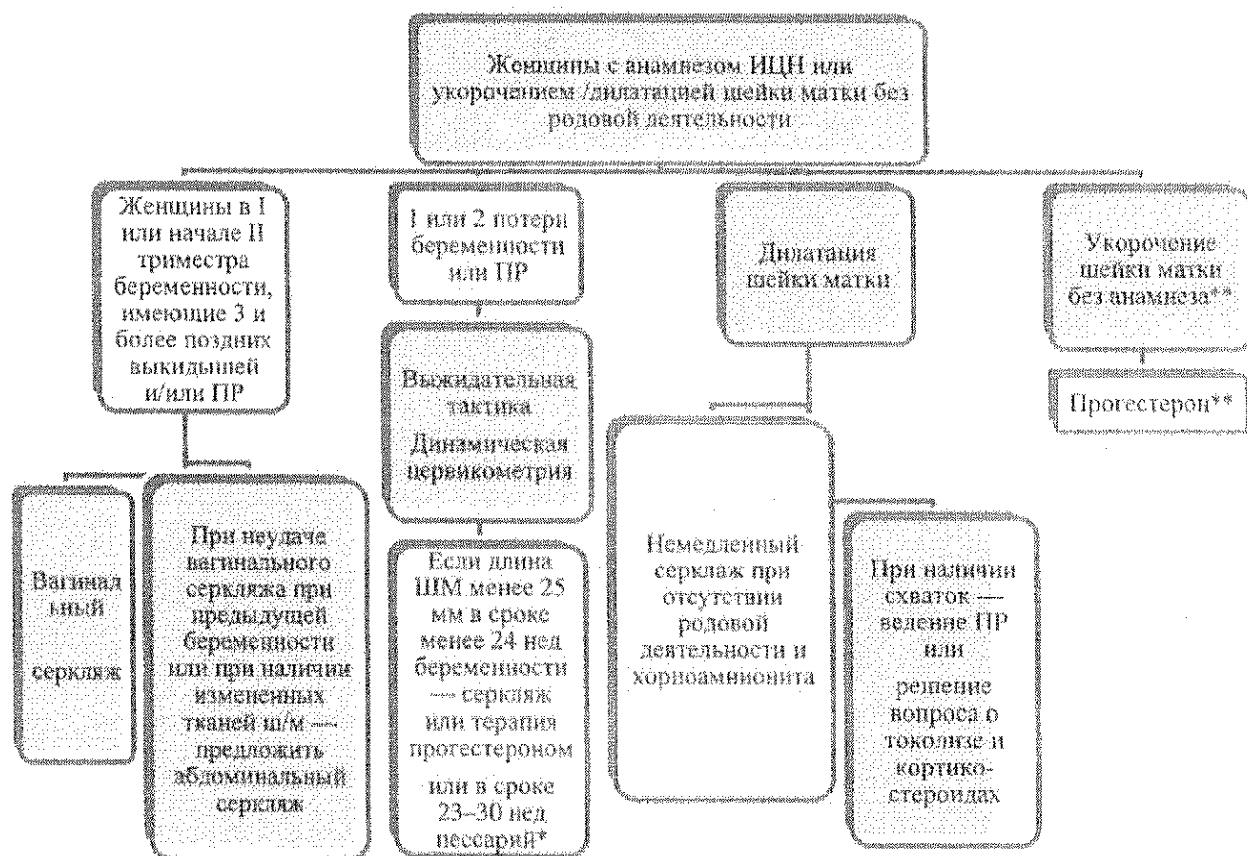 Женщины с анамнезом ИЦН или
укорочением /дилатацией шейки матки без
родовой деятельности
Женщины в I
или начале II
триместра
беременности,
имеющие 3 и
более поздних
выкидышей
и/или ПР
1 или 2 потери
беременности
или ПР
Дилатация
шейки матки
Укорочение
шейки матки
без анамнеза**
Выжидательная
тактика
Динамическая
цервикометрия
Прогестерон**
Вагинал
ьный
серкляж
При неудаче
вагинального
серкляжа при
предыдущей
беременности
или при наличии
измененных
тканей ш/м —
предложить
абдоминальный
серкляж
Если длина
ШМ менее 25
мм в сроке
менее 24 нед
беременности
— серкляж
или терапия
прогестероном
или в сроке
23–30 нед
пессарий*
Немедленный
серклаж при
отсутствии
родовой
деятельности и
хориоамнионита
При наличии
схваток —
ведение ПР
или
решение
вопроса о
токолизе и
кортико-
стероидах